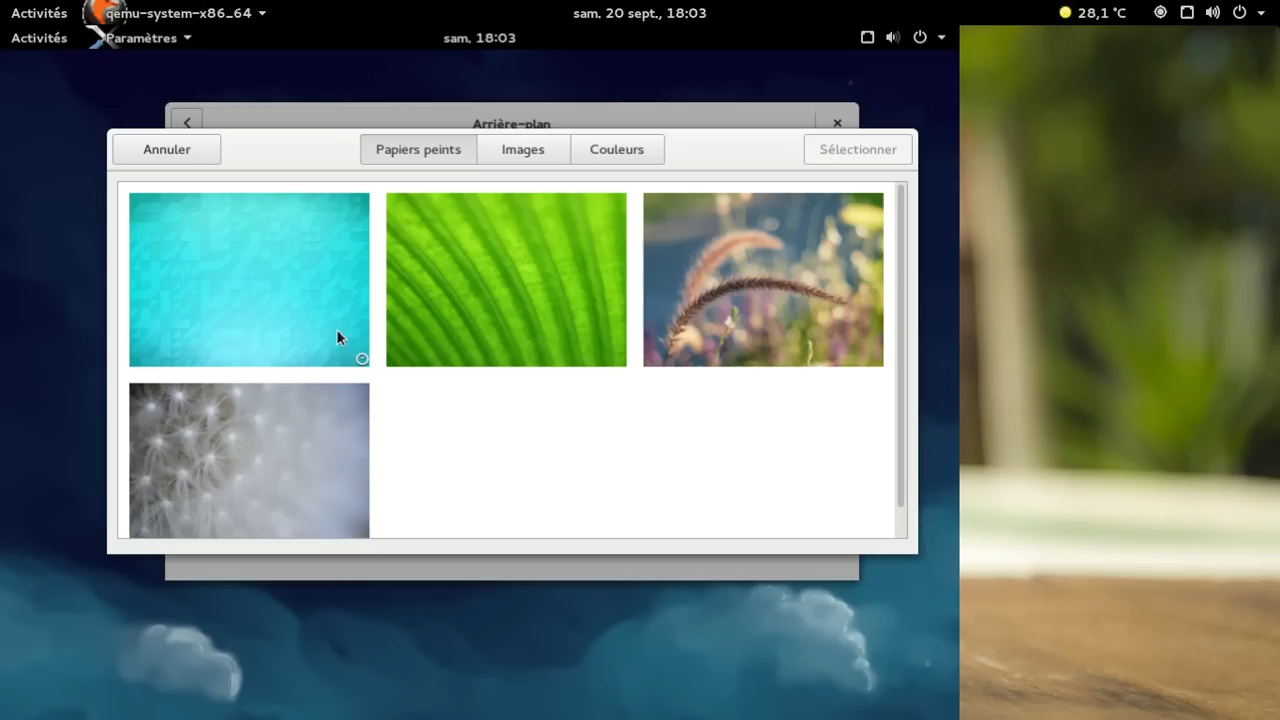 Activités qemu-system-x86_64 sam. 20 sept., 18:03 28,1 °C
Activités Paramètres sam. 18:03
Arrière-plan
Annuler Papiers peints Images Couleurs Sélectionner